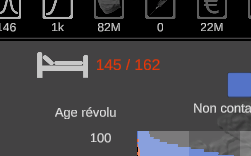 146 1k 82M 0 22M
145 / 162
Non conta
Age révolu
100